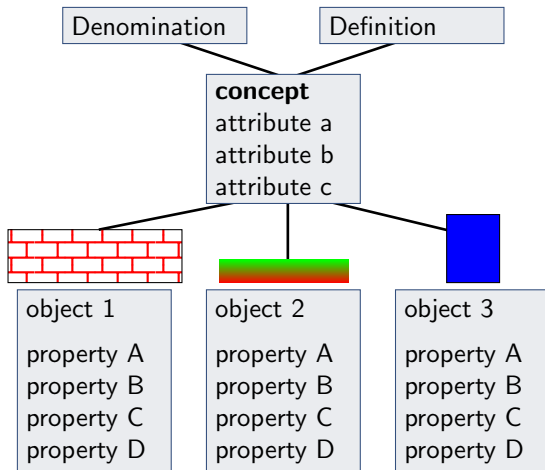 Denomination
Definition
concept
attribute a
attribute b
attribute c
object 1
property A
property B
property C
property D
object 2
property A
property B
property C
property D
object 3
property A
property B
property C
property D